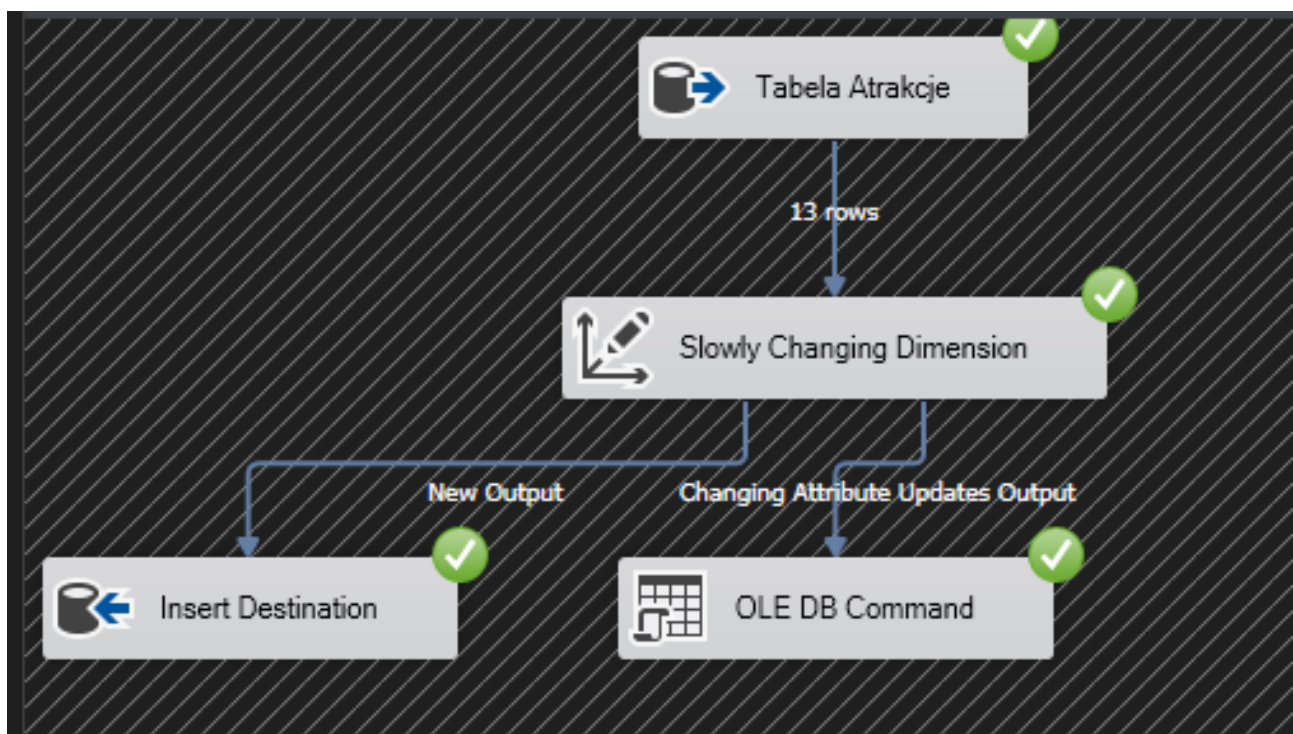 Tabela Atrakcje
13 rows
Slowly Changing Dimension
New Output
Changing Attribute Updates Output
Insert Destination
OLE DB Command